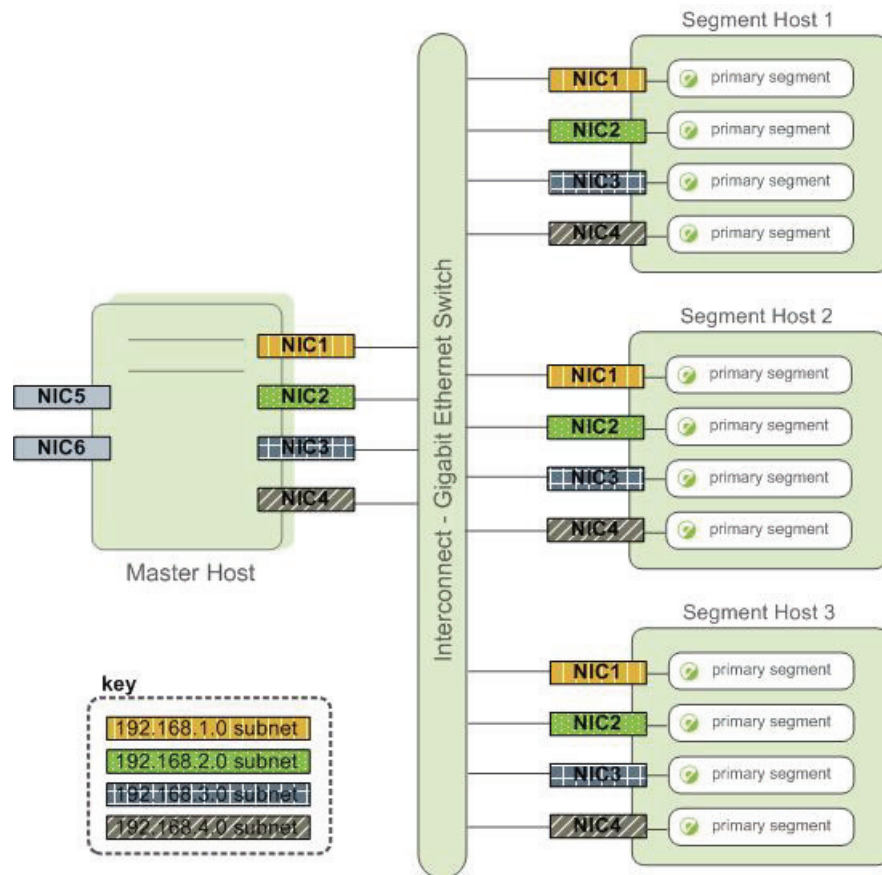 Segment Host 1
NIC1
primary segment
NIC2
primary segment
NIC3
primary segment
NIC4
primary segment
Segment Host 2
NIC1
primary segment
NIC2
primary segment
NIC3
primary segment
NIC4
primary segment
Segment Host 3
NIC1
primary segment
NIC2
primary segment
NIC3
primary segment
NIC4
primary segment
Interconnect - Gigabit Ethernet Switch
NIC1
NIC2
NIC3
NIC4
NIC5
NIC6
Master Host
key
192.168.1.0 subnet
192.168.2.0 subnet
192.168.3.0 subnet
192.168.4.0 subnet